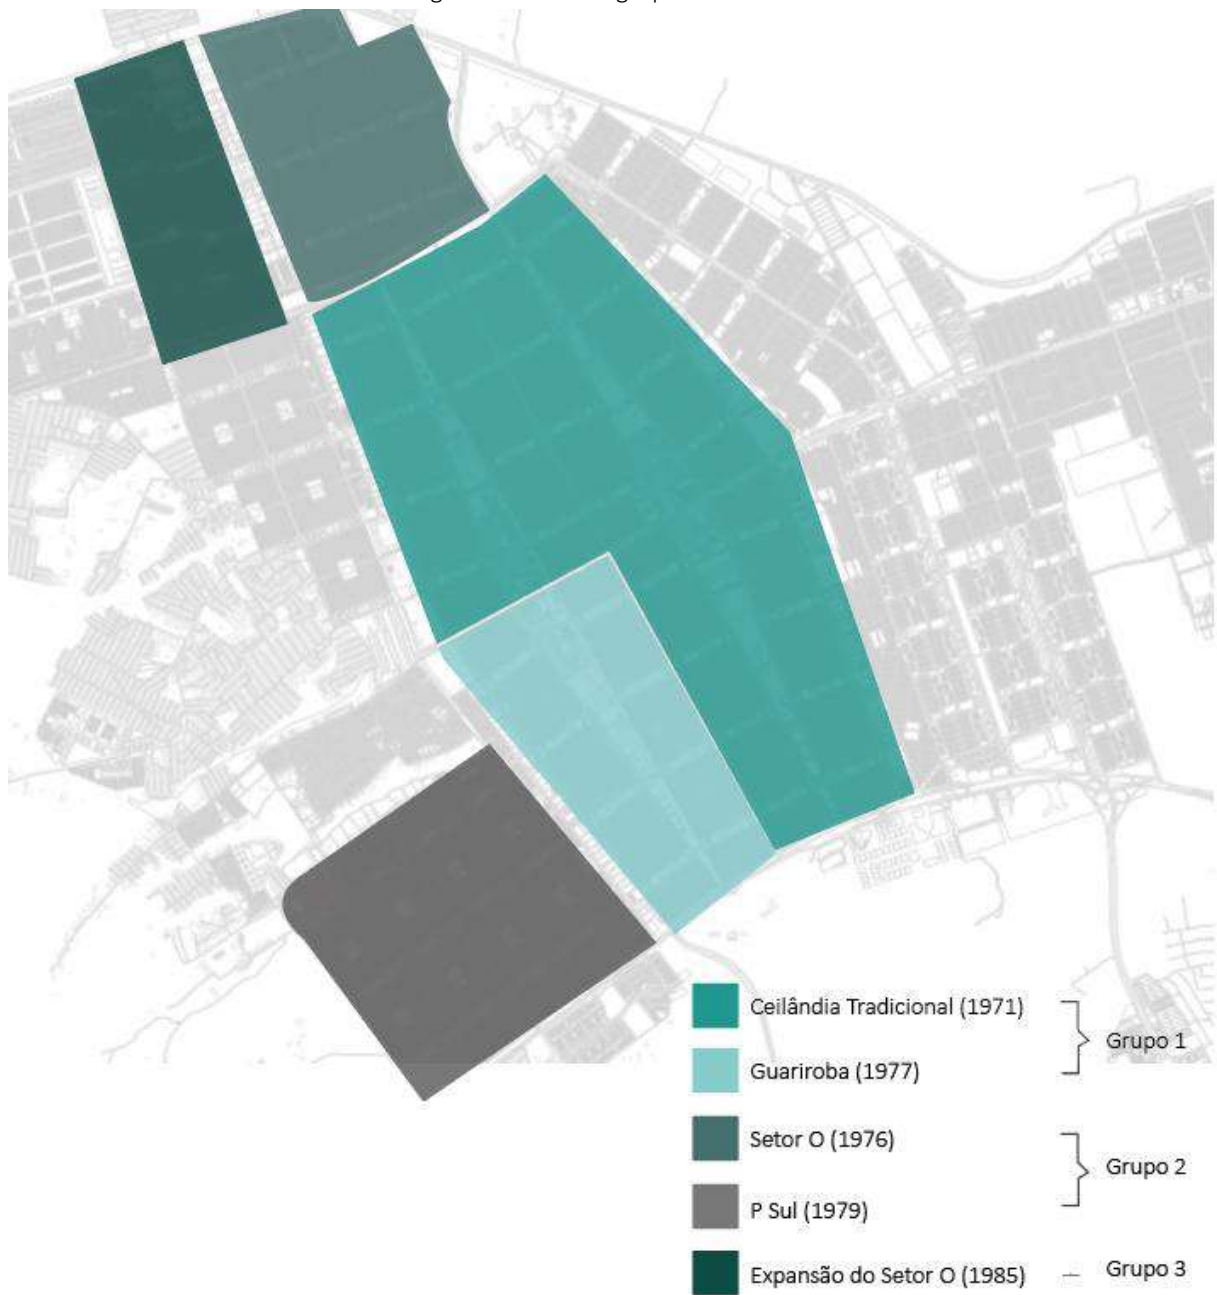 Ceilândia Tradicional (1971)
Grupo 1
Guariroba (1977)
Setor O (1976)
Grupo 2
P Sul (1979)
Expansão do Setor O (1985)
Grupo 3